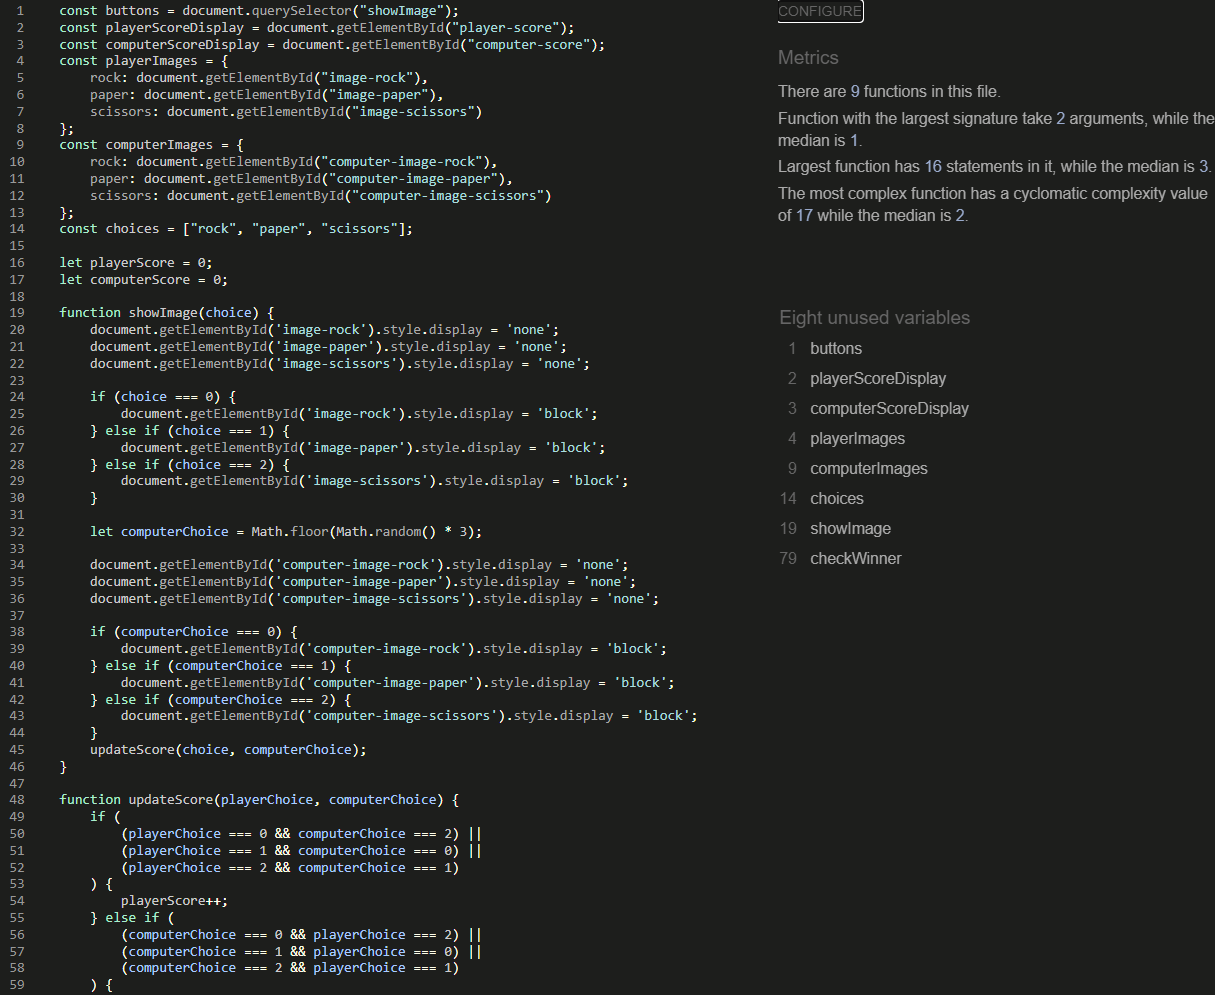 1 const buttons = document.querySelector("showImage");
2 const playerScoreDisplay = document.getElementById("player-score");
3 const computerScoreDisplay = document.getElementById("computer-score");
4 const playerImages = {
5 rock: document.getElementById("image-rock"),
6 paper: document.getElementById("image-paper"),
7 scissors: document.getElementById("image-scissors")
8 };
9 const computerImages = {
10 rock: document.getElementById("computer-image-rock"),
11 paper: document.getElementById("computer-image-paper"),
12 scissors: document.getElementById("computer-image-scissors")
13 };
14 const choices = ["rock", "paper", "scissors"];
15
16 let playerScore = 0;
17 let computerScore = 0;
18
19 function showImage(choice) {
20 document.getElementById('image-rock').style.display = 'none';
21 document.getElementById('image-paper').style.display = 'none';
22 document.getElementById('image-scissors').style.display = 'none';
23
24 if (choice === 0) {
25 document.getElementById('image-rock').style.display = 'block';
26 } else if (choice === 1) {
27 document.getElementById('image-paper').style.display = 'block';
28 } else if (choice === 2) {
29 document.getElementById('image-scissors').style.display = 'block';
30 }
31
32 let computerChoice = Math.floor(Math.random() * 3);
33
34 document.getElementById('computer-image-rock').style.display = 'none';
35 document.getElementById('computer-image-paper').style.display = 'none';
36 document.getElementById('computer-image-scissors').style.display = 'none';
37
38 if (computerChoice === 0) {
39 document.getElementById('computer-image-rock').style.display = 'block';
40 } else if (computerChoice === 1) {
41 document.getElementById('computer-image-paper').style.display = 'block';
42 } else if (computerChoice === 2) {
43 document.getElementById('computer-image-scissors').style.display = 'block';
44 }
45 updateScore(choice, computerChoice);
46 }
47
48 function updateScore(playerChoice, computerChoice) {
49 if (
50 (playerChoice === 0 && computerChoice === 2) ||
51 (playerChoice === 1 && computerChoice === 0) ||
52 (playerChoice === 2 && computerChoice === 1)
53 ) {
54 playerScore++;
55 } else if (
56 (computerChoice === 0 && playerChoice === 2) ||
57 (computerChoice === 1 && playerChoice === 0) ||
58 (computerChoice === 2 && playerChoice === 1)
59 ) {
CONFIGURE
Metrics
There are 9 functions in this file.
Function with the largest signature take 2 arguments, while the
median is 1.
Largest function has 16 statements in it, while the median is 3.
The most complex function has a cyclomatic complexity value
of 17 while the median is 2.
Eight unused variables
1 buttons
2 playerScoreDisplay
3 computerScoreDisplay
4 playerImages
9 computerImages
14 choices
19 showImage
79 checkWinner